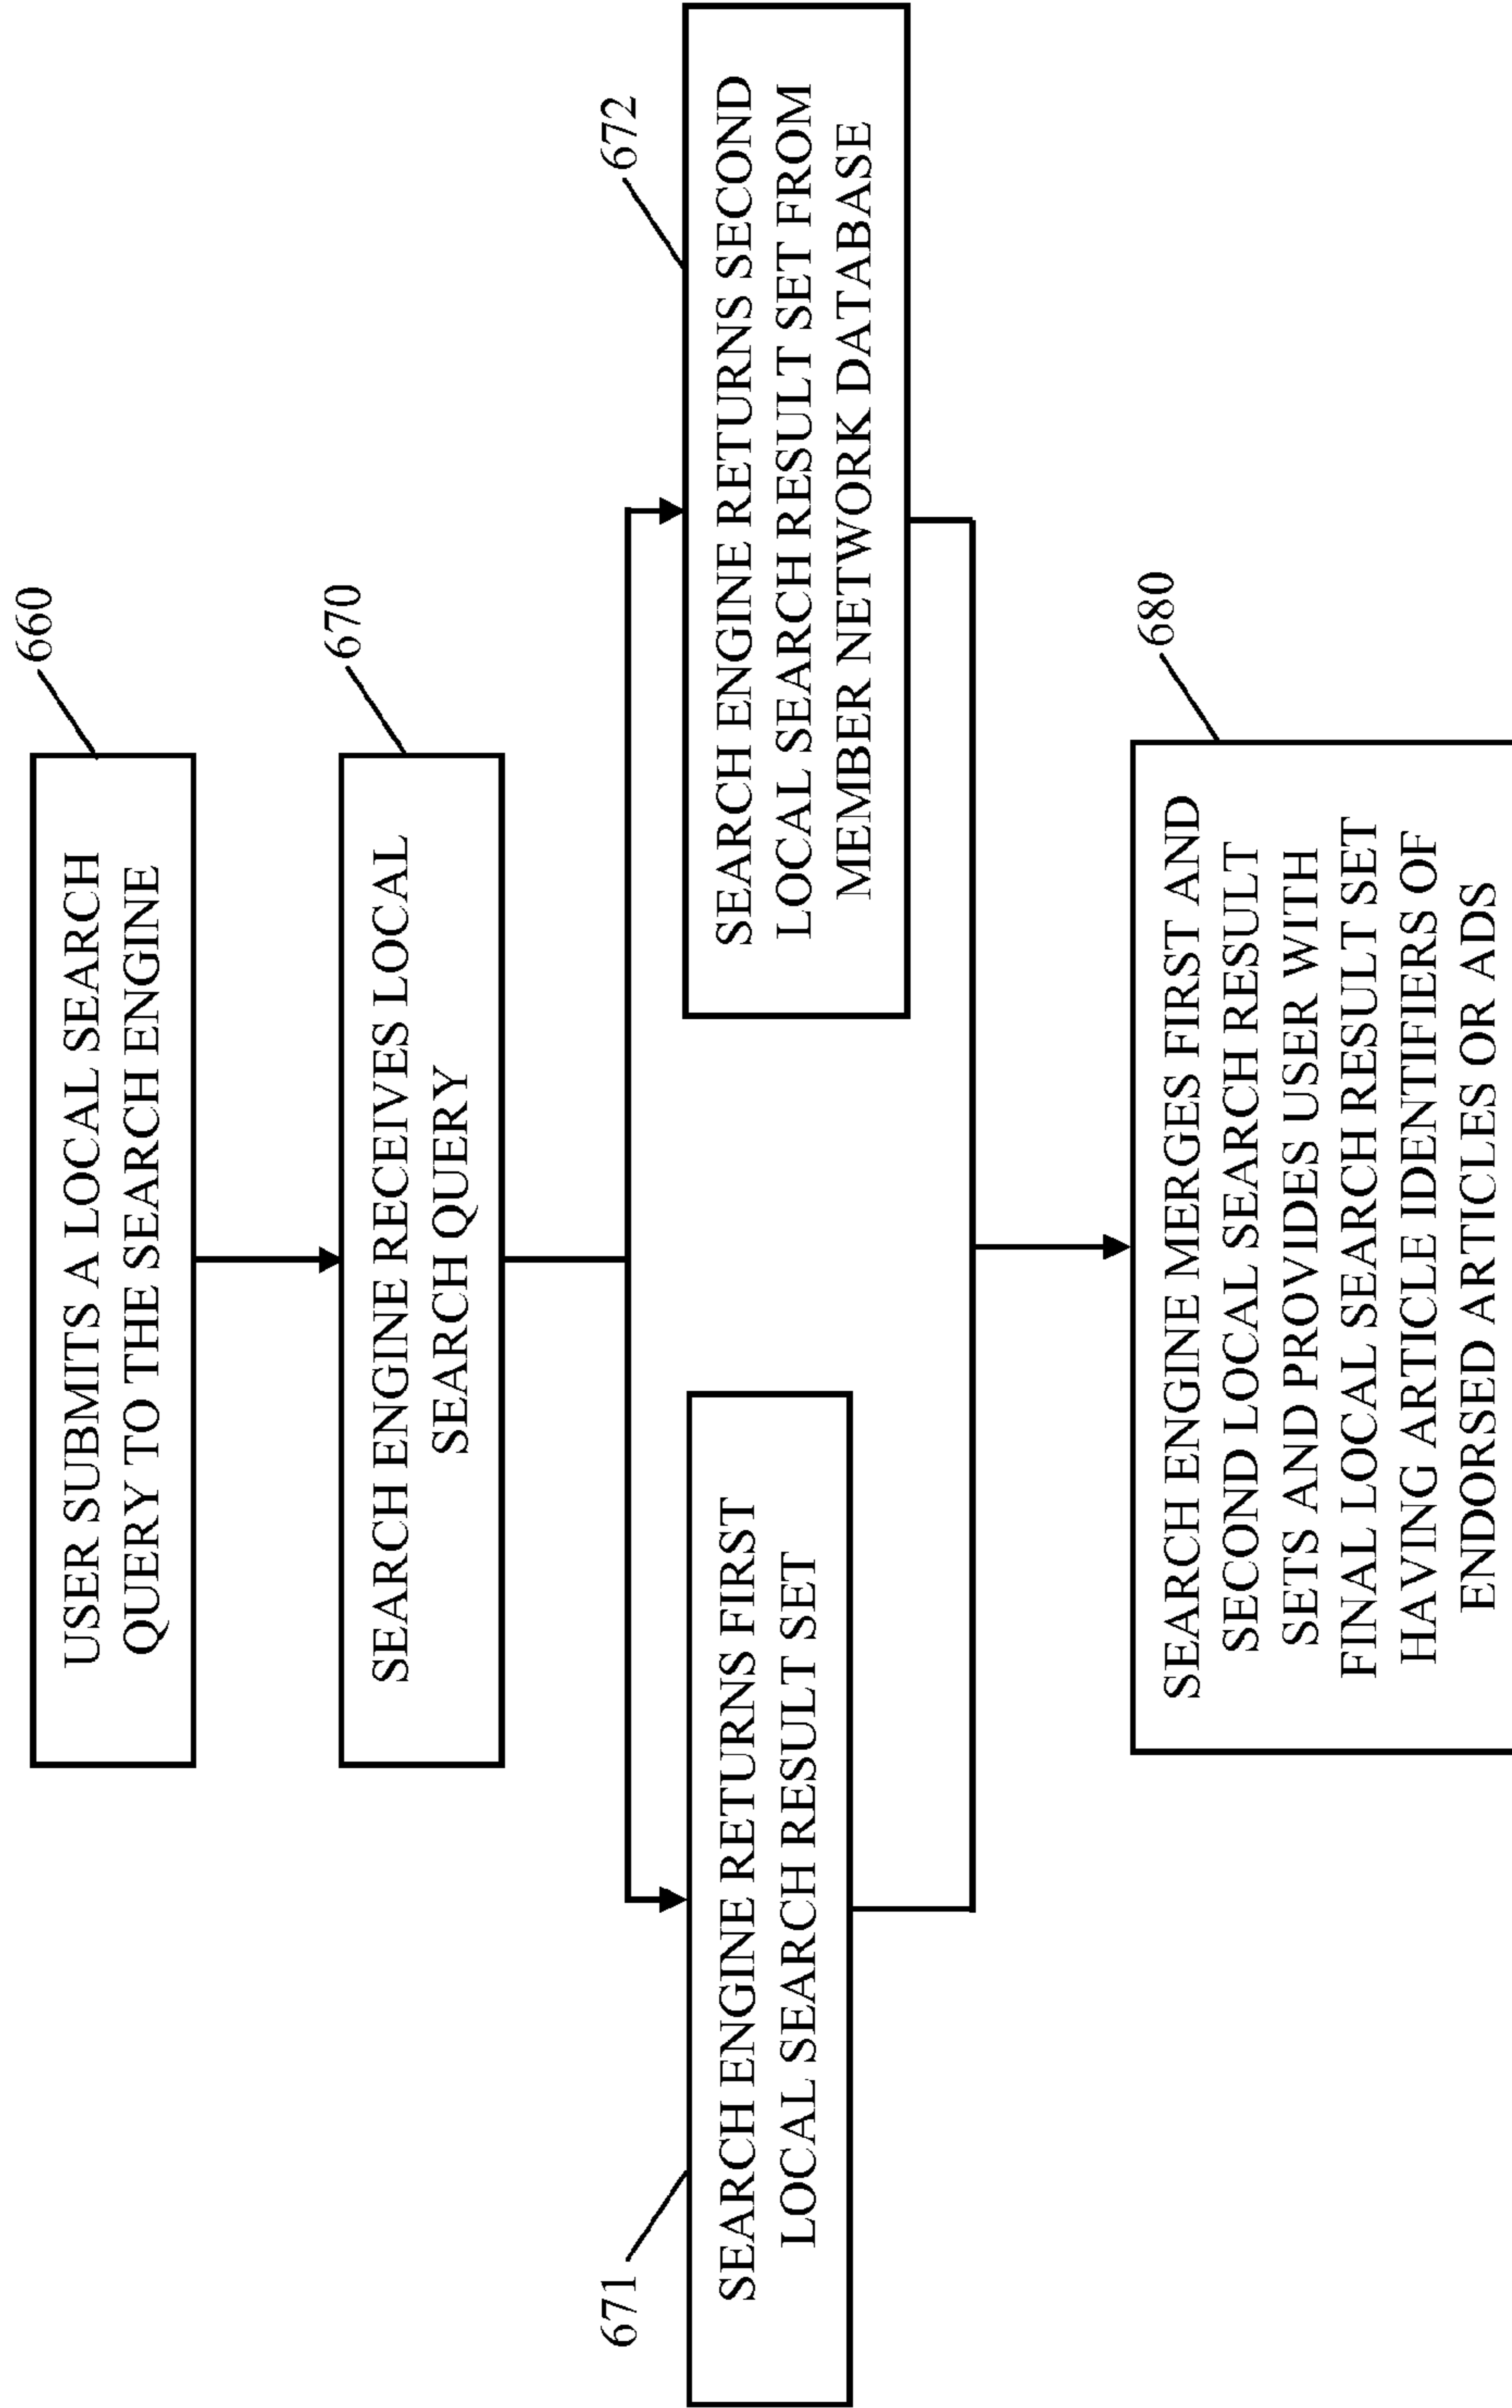 660
USER SUBMITS A LOCAL SEARCH
QUERY TO THE SEARCH ENGINE
670
SEARCH ENGINE RECEIVES LOCAL
SEARCH QUERY
671
SEARCH ENGINE RETURNS FIRST
LOCAL SEARCH RESULT SET
672
SEARCH ENGINE RETURNS SECOND
LOCAL SEARCH RESULT SET FROM
MEMBER NETWORK DATABASE
680
SEARCH ENGINE MERGES FIRST AND
SECOND LOCAL SEARCH RESULT
SETS AND PROVIDES USER WITH
FINAL LOCAL SEARCH RESULT SET
HAVING ARTICLE IDENTIFIERS OF
ENDORSED ARTICLES OR ADS